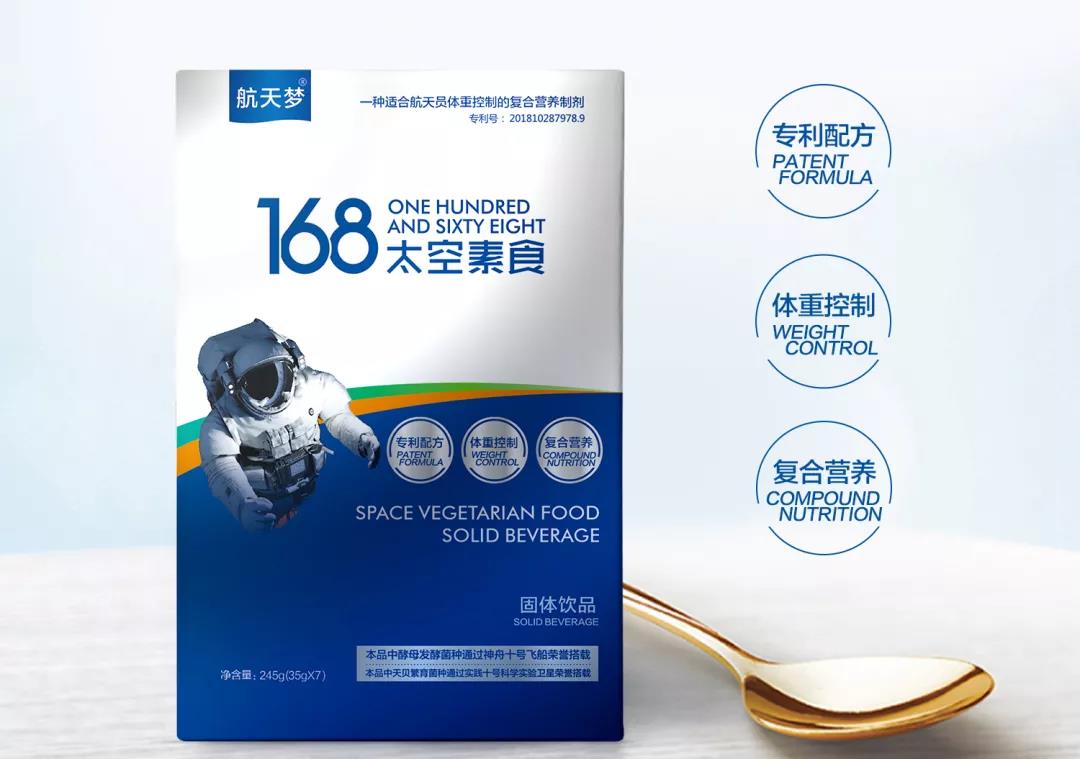 航天梦®
一种适合航天员体重控制的复合营养制剂
专利号：201810287978.9
168
ONE HUNDRED
AND SIXTY EIGHT
太空素食
专利配方
PATENT
FORMULA
体重控制
WEIGHT
CONTROL
复合营养
COMPOUND
NUTRITION
SPACE VEGETARIAN FOOD
SOLID BEVERAGE
固体饮品
SOLID BEVERAGE
本品中酵母发酵菌种通过神舟十号飞船荣誉搭载
本品中天贝繁育菌种通过实践十号科学实验卫星荣誉搭载
净含量：245g(35gX7)
专利配方
PATENT
FORMULA
体重控制
WEIGHT
CONTROL
复合营养
COMPOUND
NUTRITION